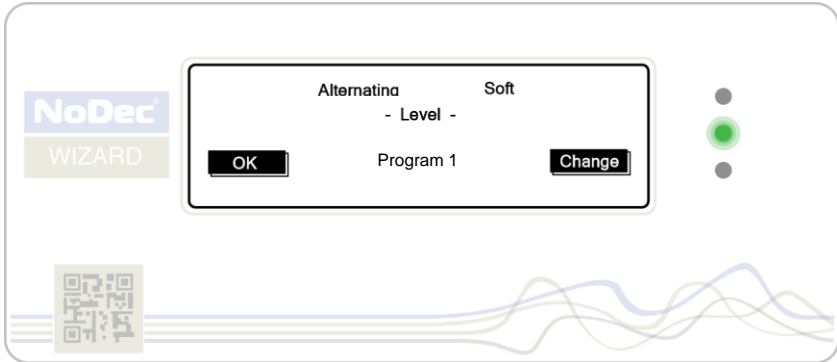 Alternating Soft
- Level -
NoDec
WIZARD
OK Program 1 Change